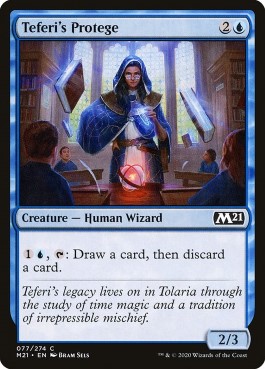 Teferi's Protege 2
Creature — Human Wizard M21
1 , : Draw a card, then discard
a card.
Teferi's legacy lives on in Tolaria through
the study of time magic and a tradition
of irrepressible mischief.
2/3
077/274 C
M21 • EN Bram Sels ™ & © 2020 Wizards of the Coast